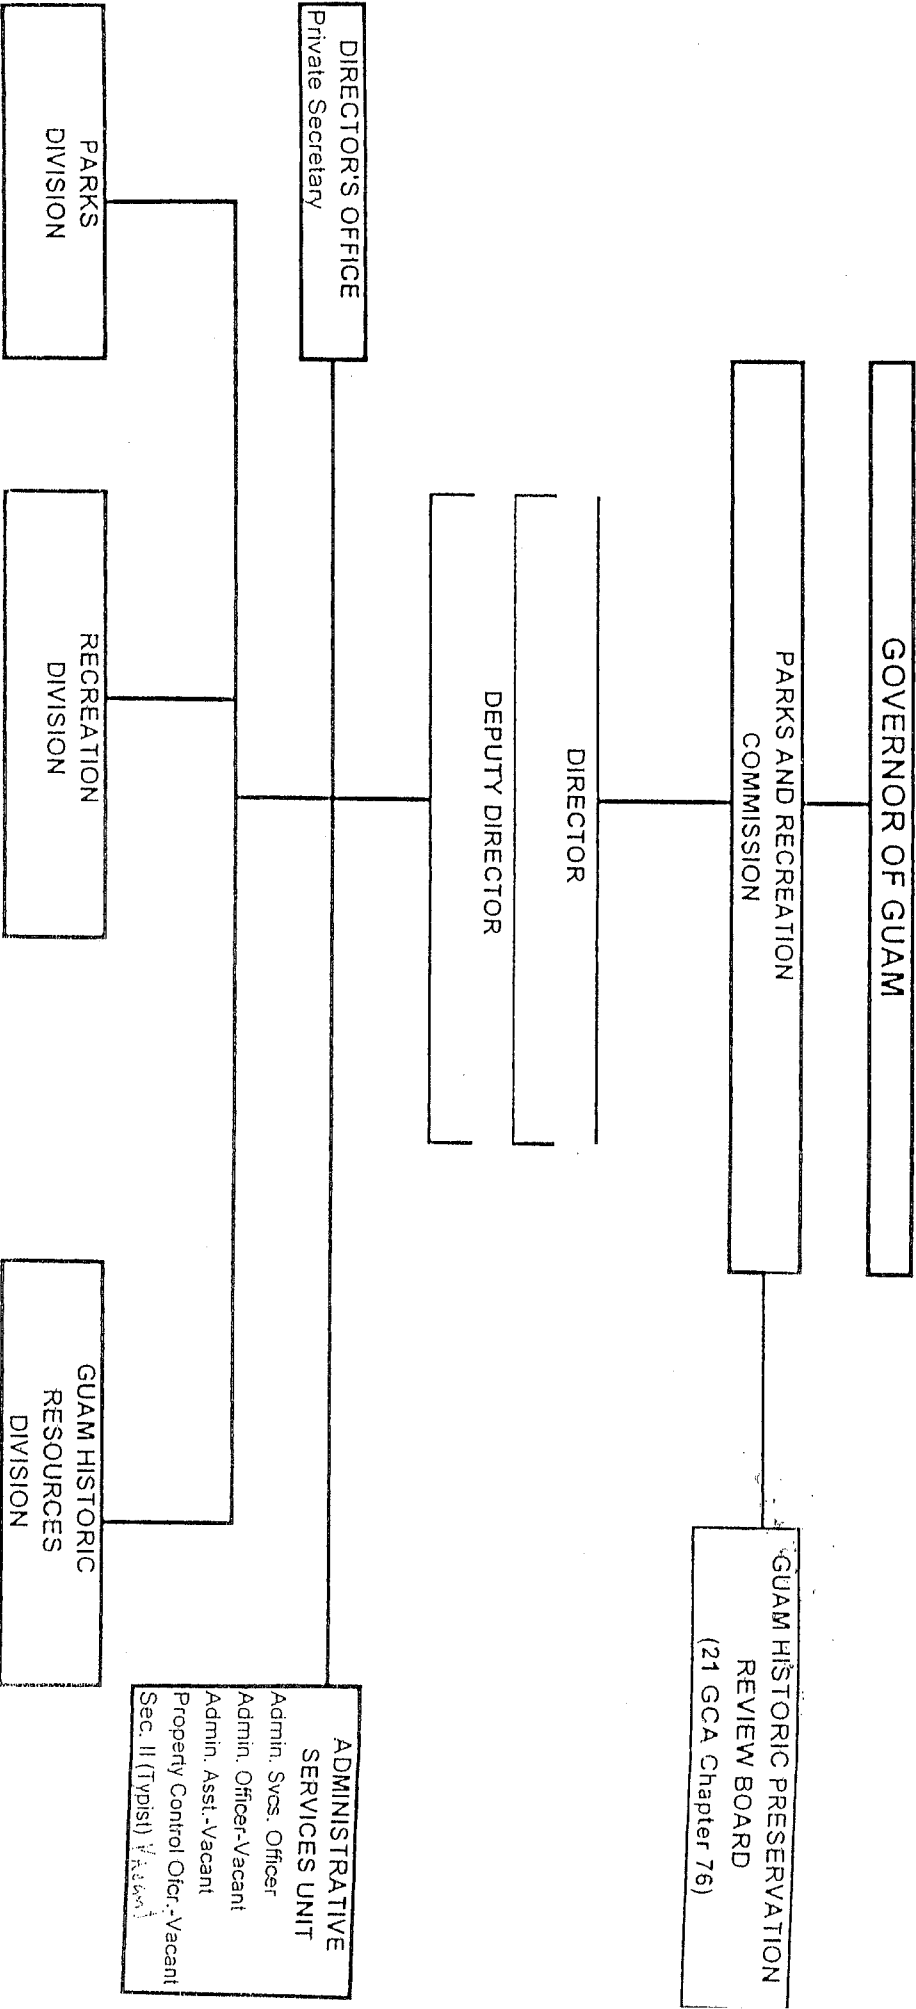 GOVERNOR OF GUAM
PARKS AND RECREATION
COMMISSION
GUAM HISTORIC PRESERVATION
REVIEW BOARD
(21 GCA Chapter 76)
DIRECTOR
DEPUTY DIRECTOR
DIRECTOR'S OFFICE
Private Secretary
ADMINISTRATIVE
SERVICES UNIT
Admin. Svcs. Officer
Admin. Officer-Vacant
Admin. Asst.-Vacant
Property Control Ofcr.-Vacant
Sec. II (Typist) Vacant
PARKS
DIVISION
RECREATION
DIVISION
GUAM HISTORIC
RESOURCES
DIVISION